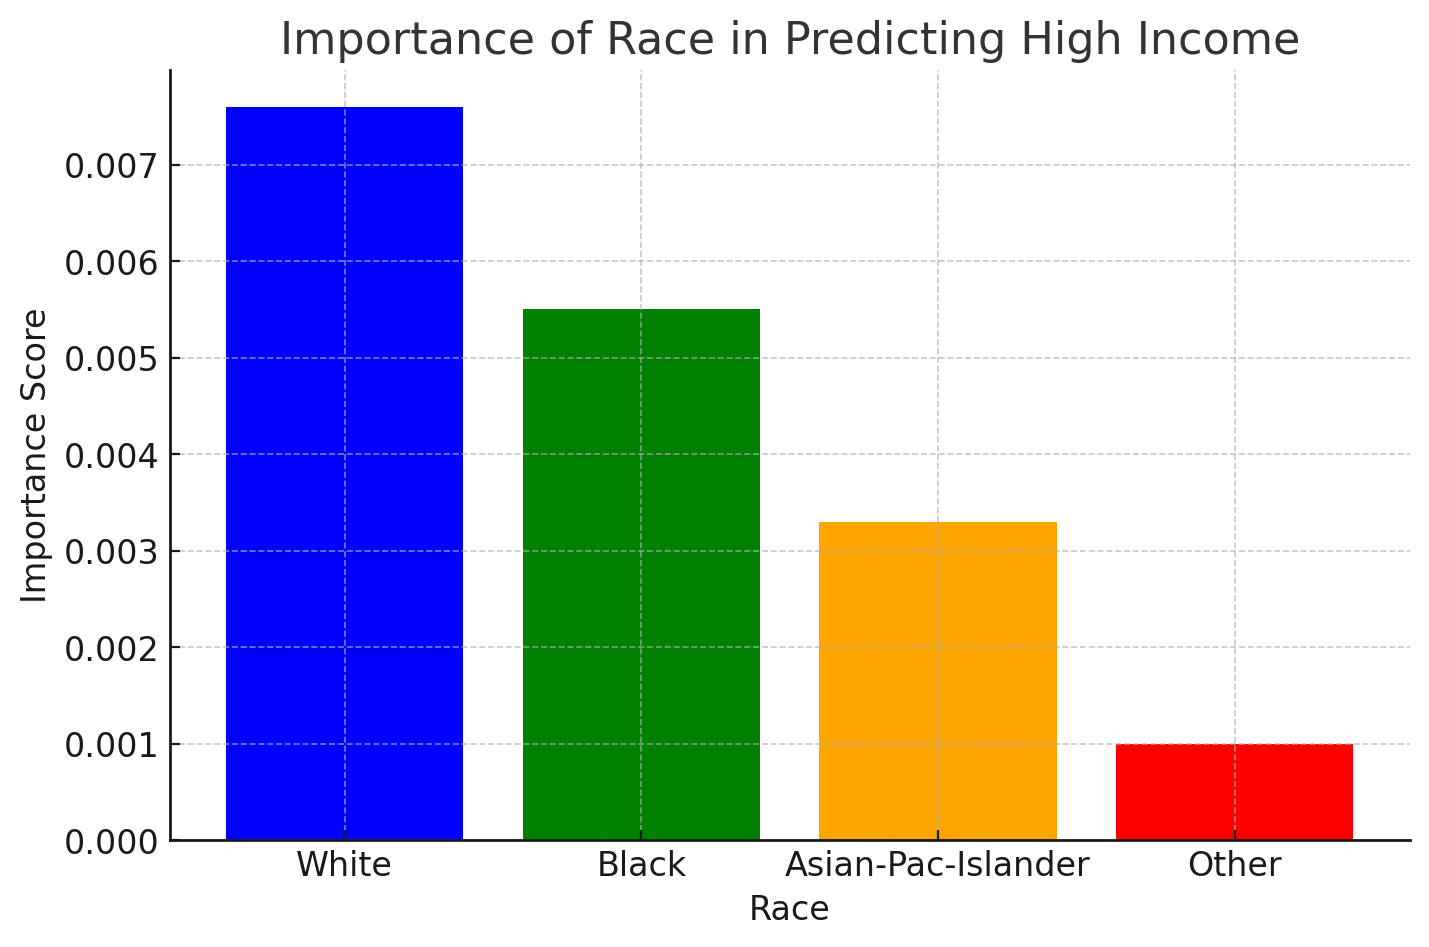 Importance of Race in Predicting High Income
Importance Score
0.007
0.006
0.005
0.004
0.003
0.002
0.001
0.000
White
Black
Asian-Pac-Islander
Other
Race